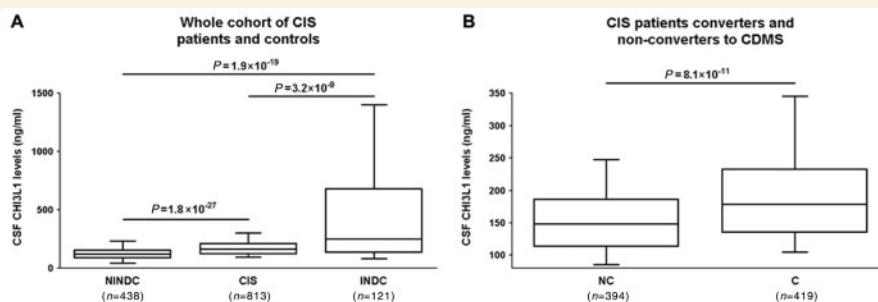 A
Whole cohort of CIS
patients and controls
P=1.9×10-19
P=3.2×10-9
P=1.8×10-27
CSF CHI3L1 levels (ng/ml)
1500
1000
500
0
NINDC
CIS
INDC
(n=438)
(n=813)
(n=121)
B
CIS patients converters and
non-converters to CDMS
P=8.1×10-11
CSF CHI3L1 levels (ng/ml)
350
300
250
200
150
100
NC
C
(n=394)
(n=419)